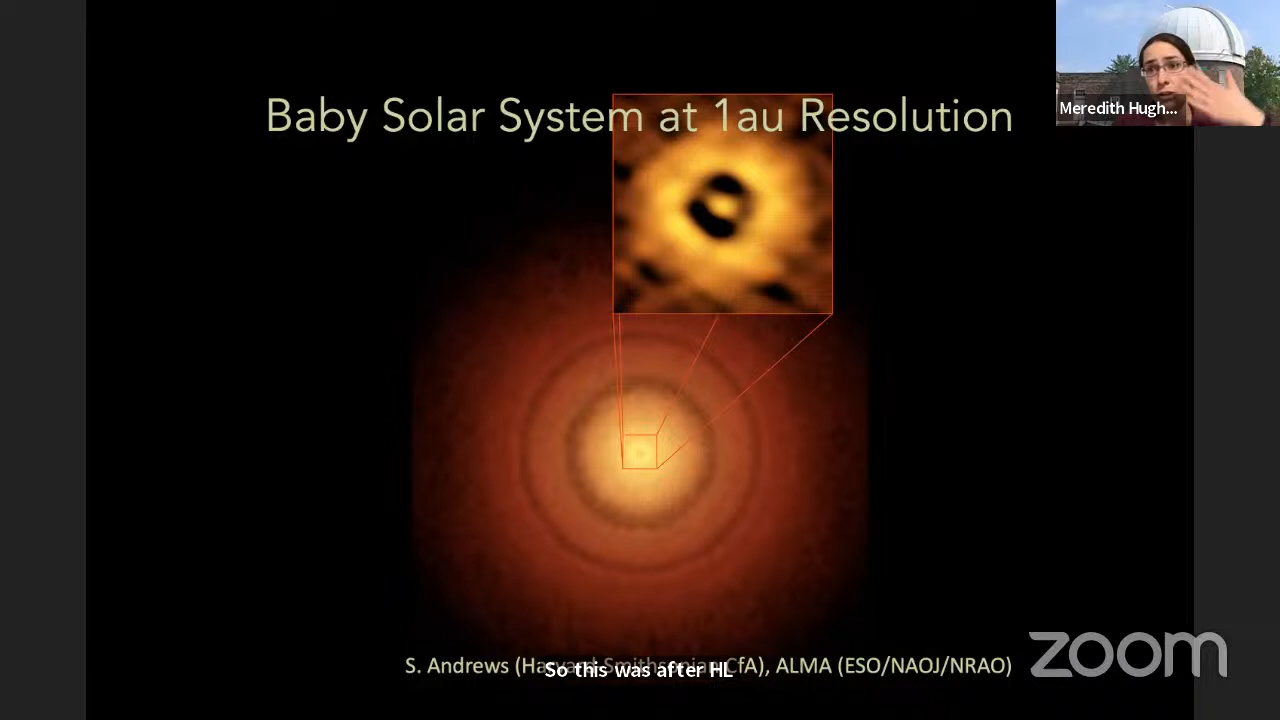 Baby Solar System at 1au Resolution
Meredith Hugh...
S. Andrews (Harvard-Smithsonian CfA), ALMA (ESO/NAOJ/NRAO)
So this was after HL
zoom